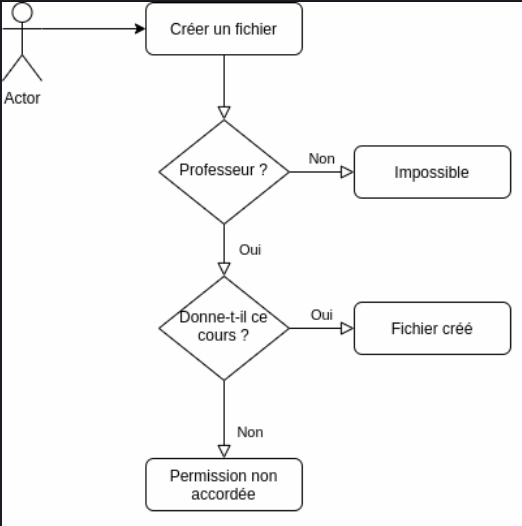 Créer un fichier
Actor
Professeur ?
Non
Impossible
Oui
Donne-t-il ce
cours ?
Oui
Fichier créé
Non
Permission non
accordée